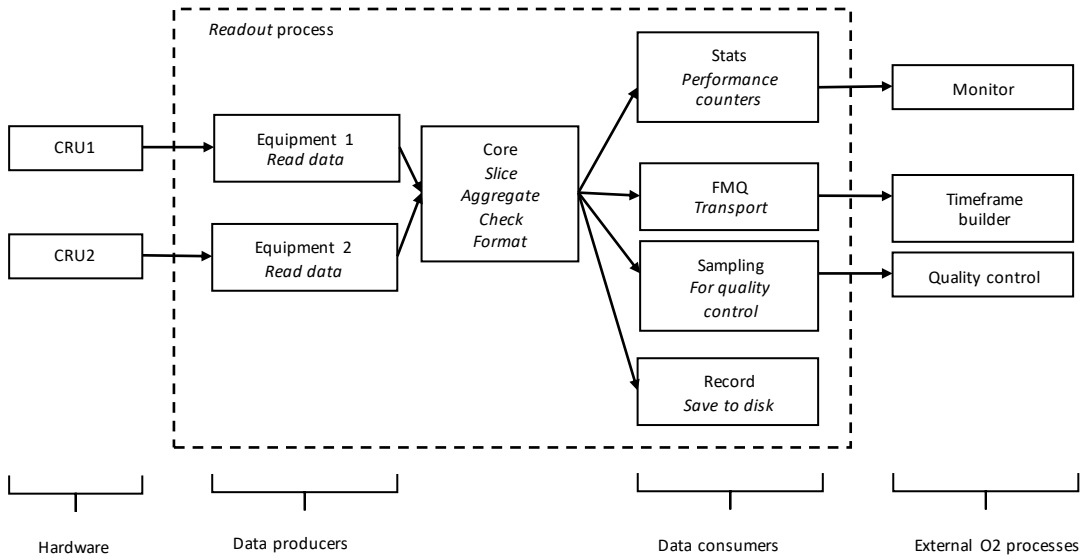 Readout process
CRU1
CRU2
Equipment 1
Read data
Equipment 2
Read data
Core
Slice
Aggregate
Check
Format
Stats
Performance
counters
FMQ
Transport
Sampling
For quality
control
Record
Save to disk
Monitor
Timeframe
builder
Quality control
Hardware
Data producers
Data consumers
External O2 processes